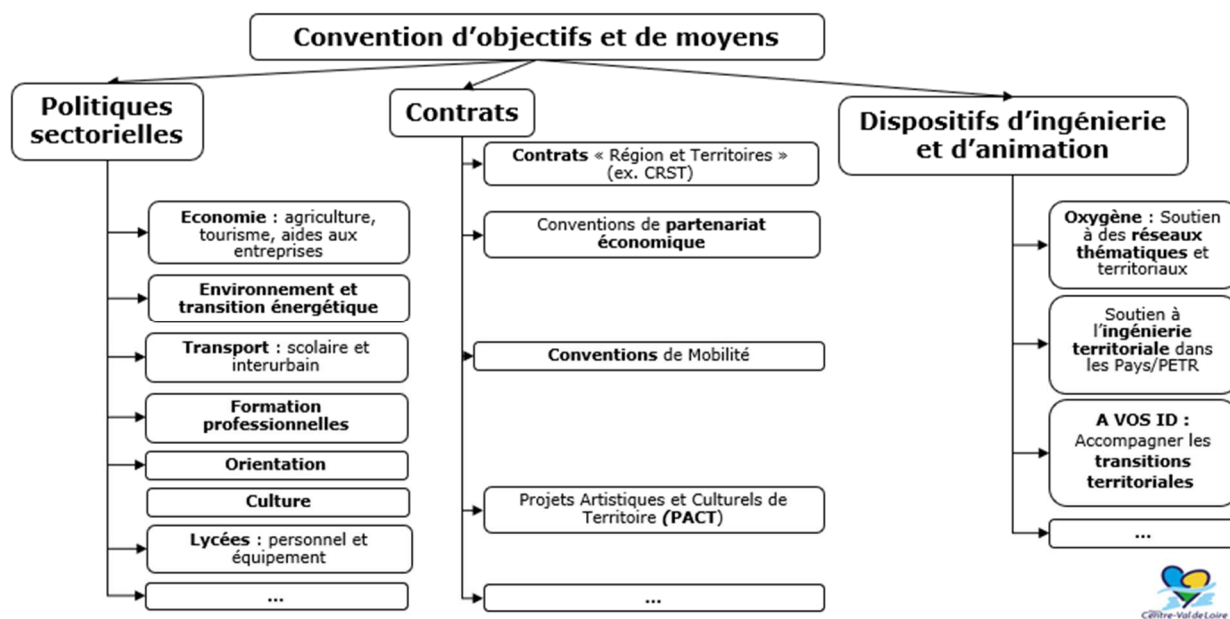 Convention d'objectifs et de moyens
Politiques
sectorielles
Economie : agriculture,
tourisme, aides aux
entreprises
Environnement et
transition énergétique
Transport : scolaire et
interurbain
Formation
professionnelles
Orientation
Culture
Lycées : personnel et
équipement
...
Contrats
Contrats « Région et Territoires »
(ex. CRST)
Conventions de partenariat
économique
Conventions de Mobilité
Projets Artistiques et Culturels de
Territoire (PACT)
...
Dispositifs d'ingénierie
et d'animation
Oxygène : Soutien
à des réseaux
thématiques et
territoriaux
Soutien à
l'ingénierie
territoriale dans
les Pays/PETR
A VOS ID :
Accompagner les
transitions
territoriales
...
Centre-Val de Loire